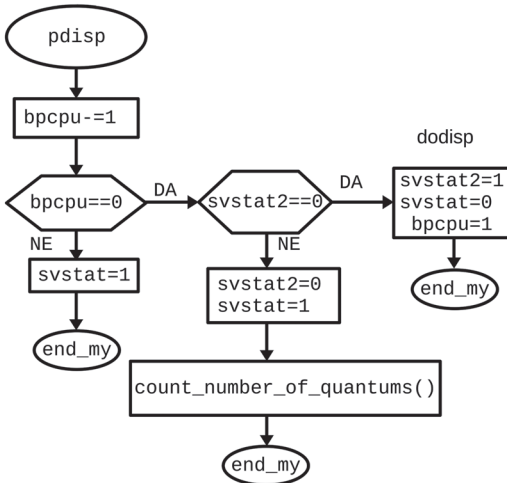 pdisp
bpcpu-=1
bpcpu==0
DA
svstat2==0
DA
dodisp
svstat2=1
svstat=0
bpcpu=1
end_my
NE
svstat=1
end_my
NE
svstat2=0
svstat=1
count_number_of_quantums()
end_my